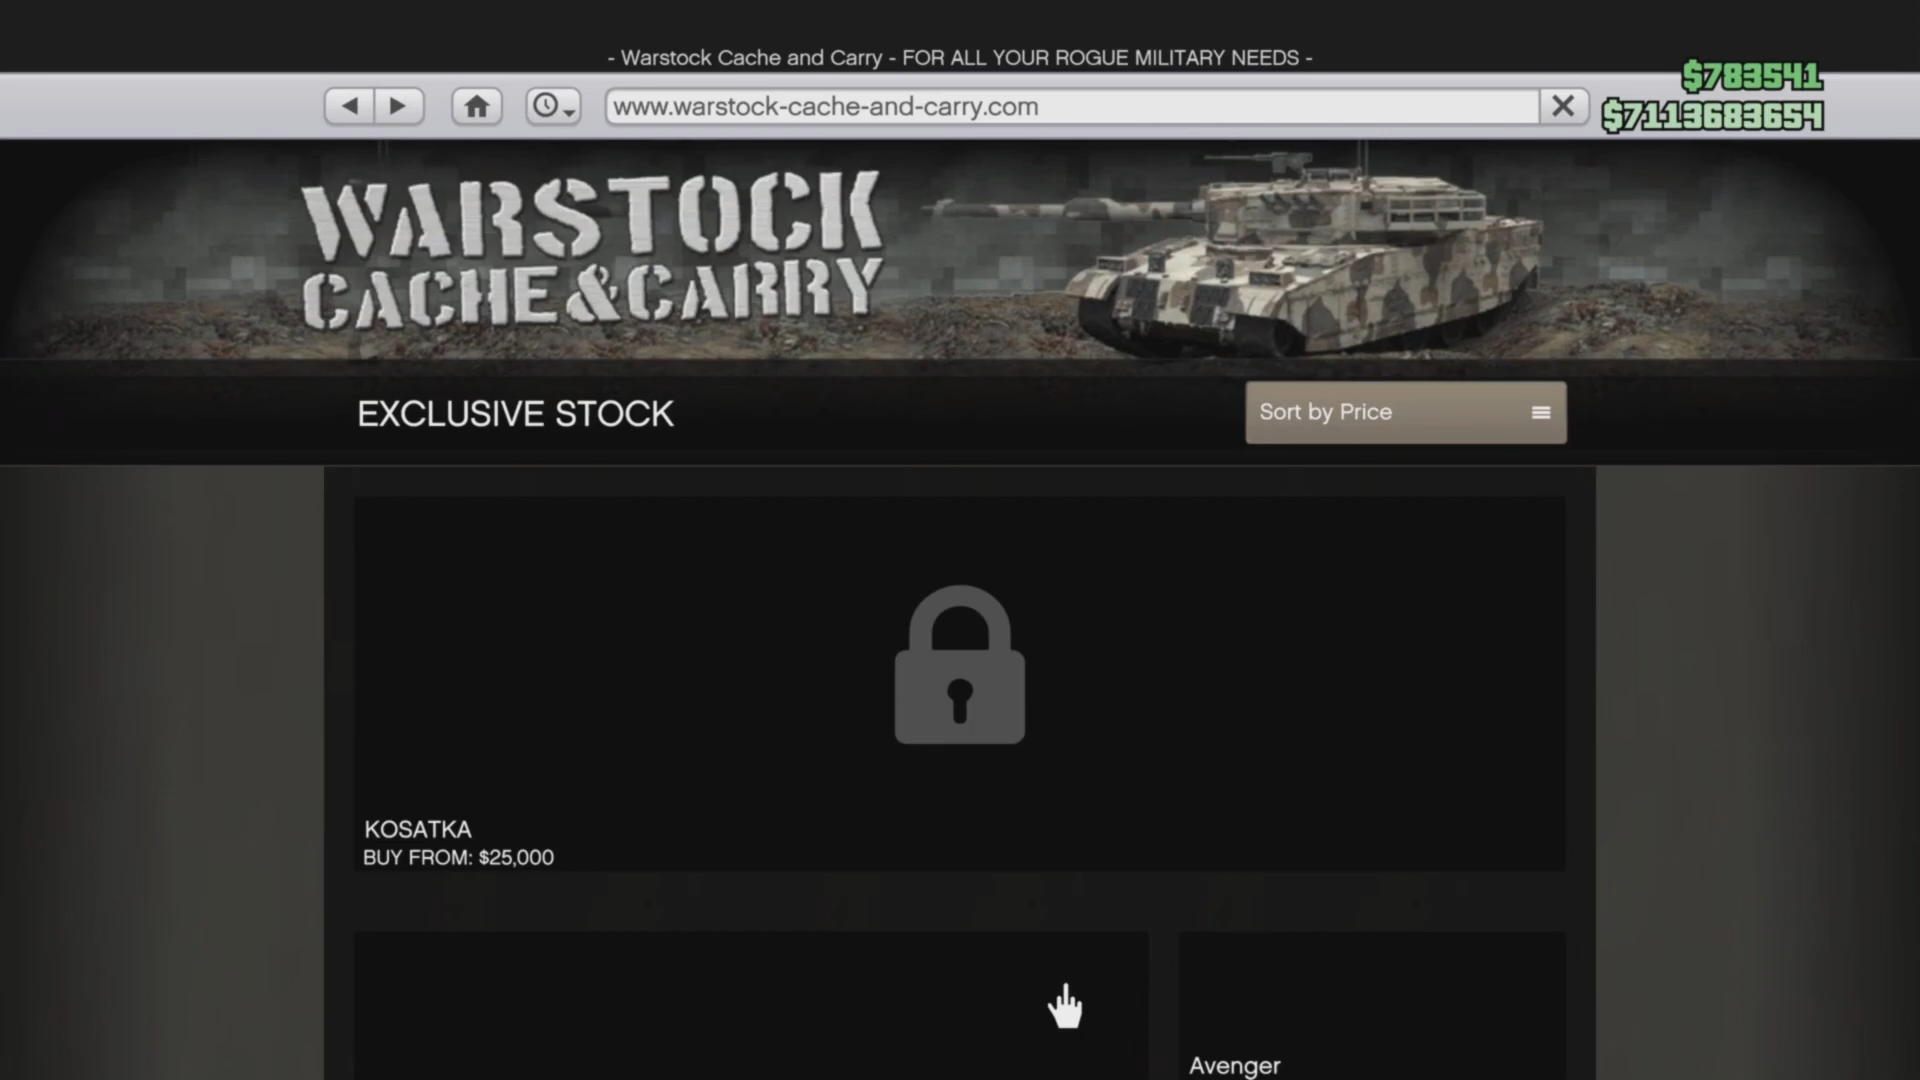 - Warstock Cache and Carry - FOR ALL YOUR ROGUE MILITARY NEEDS -
$783541
www.warstock-cache-and-carry.com
$7113683654
WARSTOCK
CACHE&CARRY
EXCLUSIVE STOCK
Sort by Price
KOSATKA
BUY FROM: $25,000
Avenger